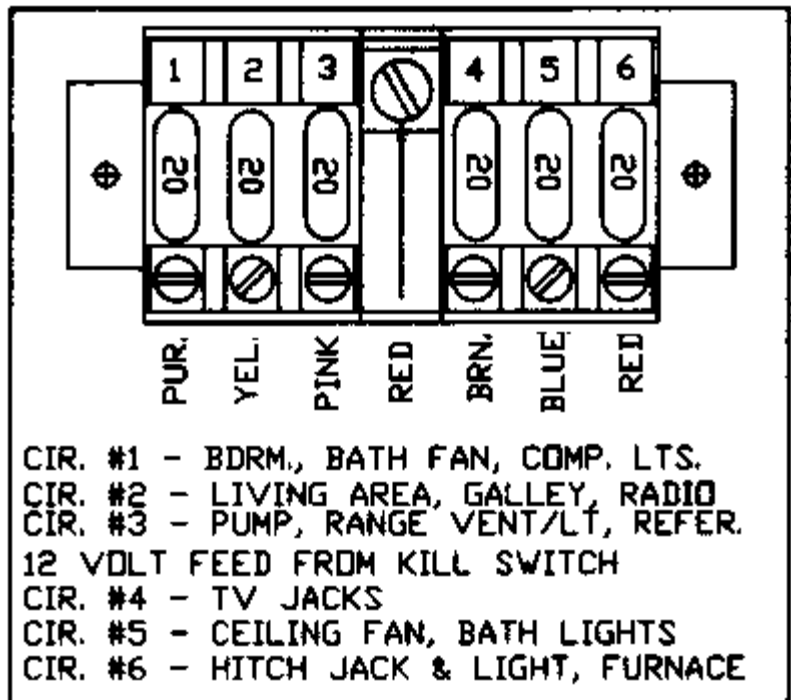 1 2 3 4 5 6
20 20 20 20 20 20
PUR. YEL. PINK RED BRN. BLUE RED
CIR. #1 - BDRM., BATH FAN, COMP. LTS.
CIR. #2 - LIVING AREA, GALLEY, RADIO
CIR. #3 - PUMP, RANGE VENT/LT, REFER.
12 VOLT FEED FROM KILL SWITCH
CIR. #4 - TV JACKS
CIR. #5 - CEILING FAN, BATH LIGHTS
CIR. #6 - HITCH JACK & LIGHT, FURNACE